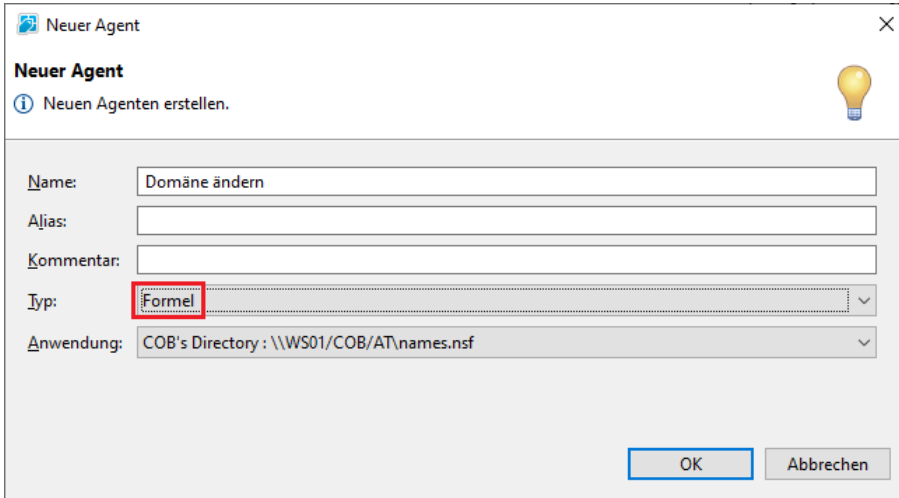 Neuer Agent
Neuer Agent
Neuen Agenten erstellen.
Name: Domäne ändern
Alias:
Kommentar:
Typ: Formel
Anwendung: COB's Directory : \\WS01/COB/AT\names.nsf
OK Abbrechen